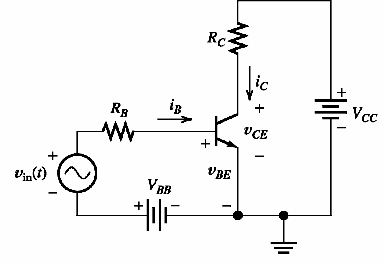 R_C
i_C
R_B
i_B
+
+
V_CC
v_CE
+
−
+
−
v_in(t)
v_BE
−
V_BB
+
−
−